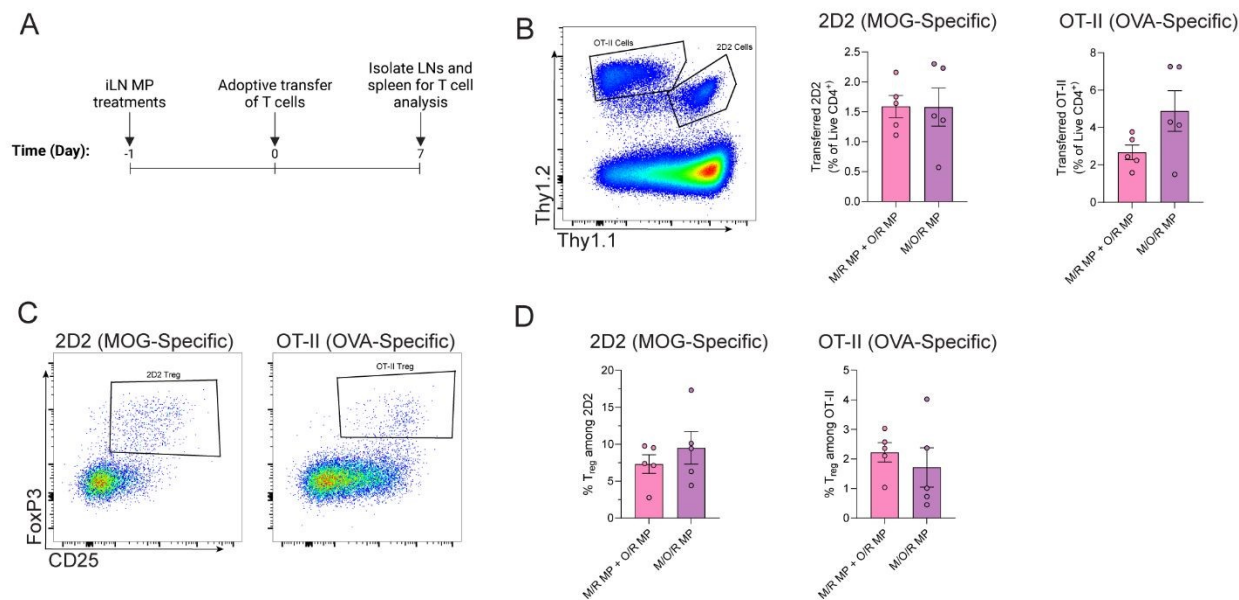 A
iLN MP
treatments
Adoptive transfer
of T cells
Isolate LNs and
spleen for T cell
analysis
Time (Day):
-1
0
7
B
OT-II Cells
2D2 Cells
Thy1.2
Thy1.1
2D2 (MOG-Specific)
Transferred 2D2
(% of Live CD4⁺)
2.5
2.0
1.5
1.0
0.5
0.0
M/R MP + O/R MP
M/O/R MP
OT-II (OVA-Specific)
Transferred OT-II
(% of Live CD4⁺)
8
6
4
2
0
M/R MP + O/R MP
M/O/R MP
C
2D2 (MOG-Specific)
2D2 Treg
OT-II (OVA-Specific)
OT-II Treg
FoxP3
CD25
D
2D2 (MOG-Specific)
% TReg among 2D2
20
15
10
5
0
M/R MP + O/R MP
M/O/R MP
OT-II (OVA-Specific)
% TReg among OT-II
5
4
3
2
1
0
M/R MP + O/R MP
M/O/R MP